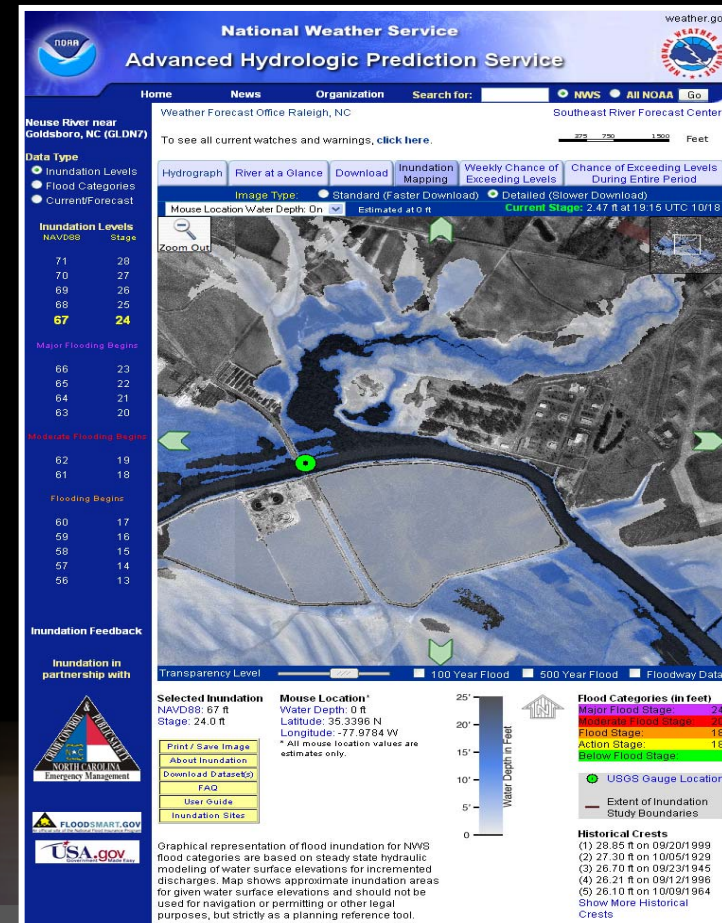 weather.go
NOAA
National Weather Service
Advanced Hydrologic Prediction Service
Home News Organization Search for: NWS All NOAA Go
Neuse River near
Goldsboro, NC (GLDN7)
Data Type
Inundation Levels
Flood Categories
Current/Forecast
Inundation Levels
NAVD88 Stage
71 28
70 27
69 26
68 25
67 24
Major Flooding Begins
66 23
65 22
64 21
63 20
Moderate Flooding Begins
62 19
61 18
Flooding Begins
60 17
59 16
58 15
57 14
56 13
Inundation Feedback
Inundation in
partnership with
CRIME CONTROL & PUBLIC SAFETY
NC
NORTH CAROLINA
Emergency Management
FLOODSMART.GOV
USA.gov
Government Made Easy
Weather Forecast Office Raleigh, NC Southeast River Forecast Center
To see all current watches and warnings, click here.
375 750 1500 Feet
Hydrograph River at a Glance Download Inundation Mapping Weekly Chance of Exceeding Levels Chance of Exceeding Levels During Entire Period
Image Type: Standard (Faster Download) Detailed (Slower Download)
Mouse Location Water Depth: On Estimated at 0 ft Current Stage: 2.47 ft at 19:15 UTC 10/18
Zoom Out
Transparency Level 100 Year Flood 500 Year Flood Floodway Data
Selected Inundation
NAVD88: 67 ft
Stage: 24.0 ft
Print / Save Image
About Inundation
Download Dataset(s)
FAQ
User Guide
Inundation Sites
Mouse Location*
Water Depth: 0 ft
Latitude: 35.3396 N
Longitude: -77.9784 W
* All mouse location values are
estimates only.
25'
20'
15'
10'
5'
0
Water Depth in Feet
Flood Categories (in feet)
Major Flood Stage: 24
Moderate Flood Stage: 20
Flood Stage: 18
Action Stage: 18
Below Flood Stage:
USGS Gauge Location
Extent of Inundation
Study Boundaries
Historical Crests
(1) 28.85 ft on 09/20/1999
(2) 27.30 ft on 10/05/1929
(3) 26.70 ft on 09/23/1945
(4) 26.21 ft on 09/12/1996
(5) 26.10 ft on 10/09/1964
Show More Historical
Crests
Graphical representation of flood inundation for NWS
flood categories are based on steady state hydraulic
modeling of water surface elevations for incremented
discharges. Map shows approximate inundation areas
for given water surface elevations and should not be
used for navigation or permitting or other legal
purposes, but strictly as a planning reference tool.